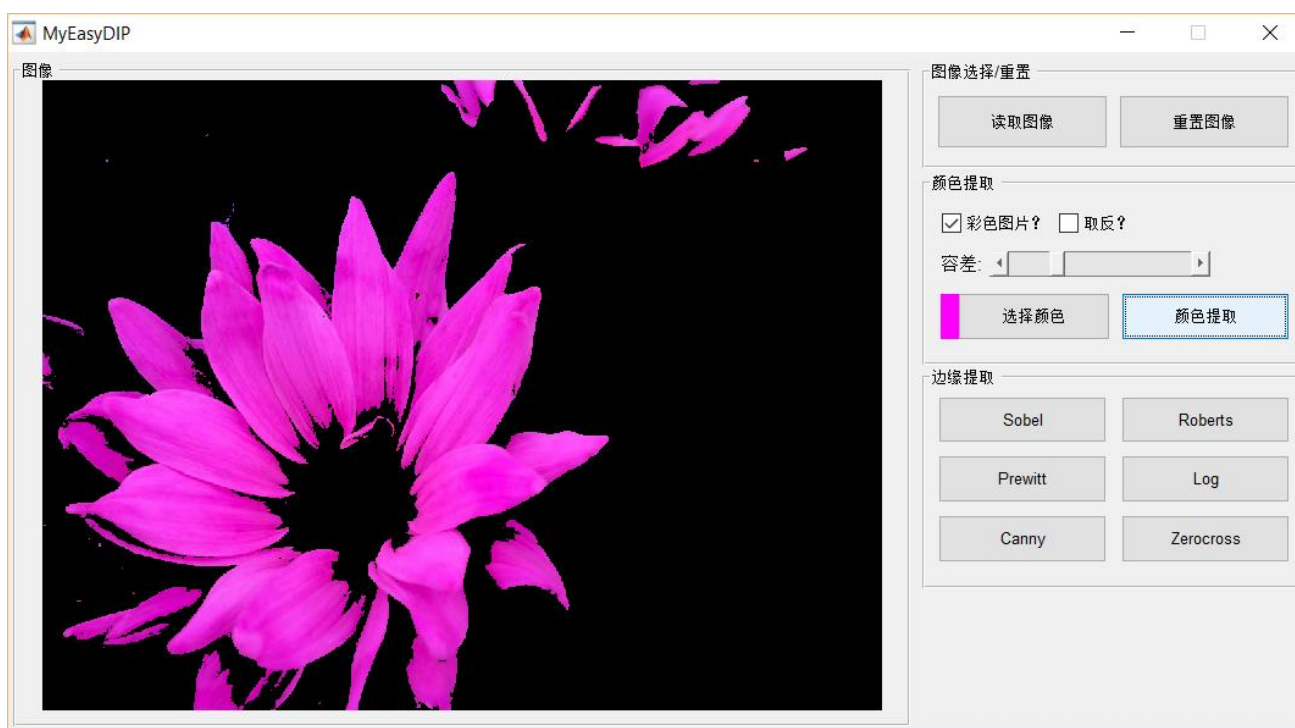 MyEasyDIP
图像
图像选择/重置
读取图像 重置图像
颜色提取
彩色图片? 取反?
容差:
选择颜色 颜色提取
边缘提取
Sobel Roberts
Prewitt Log
Canny Zerocross